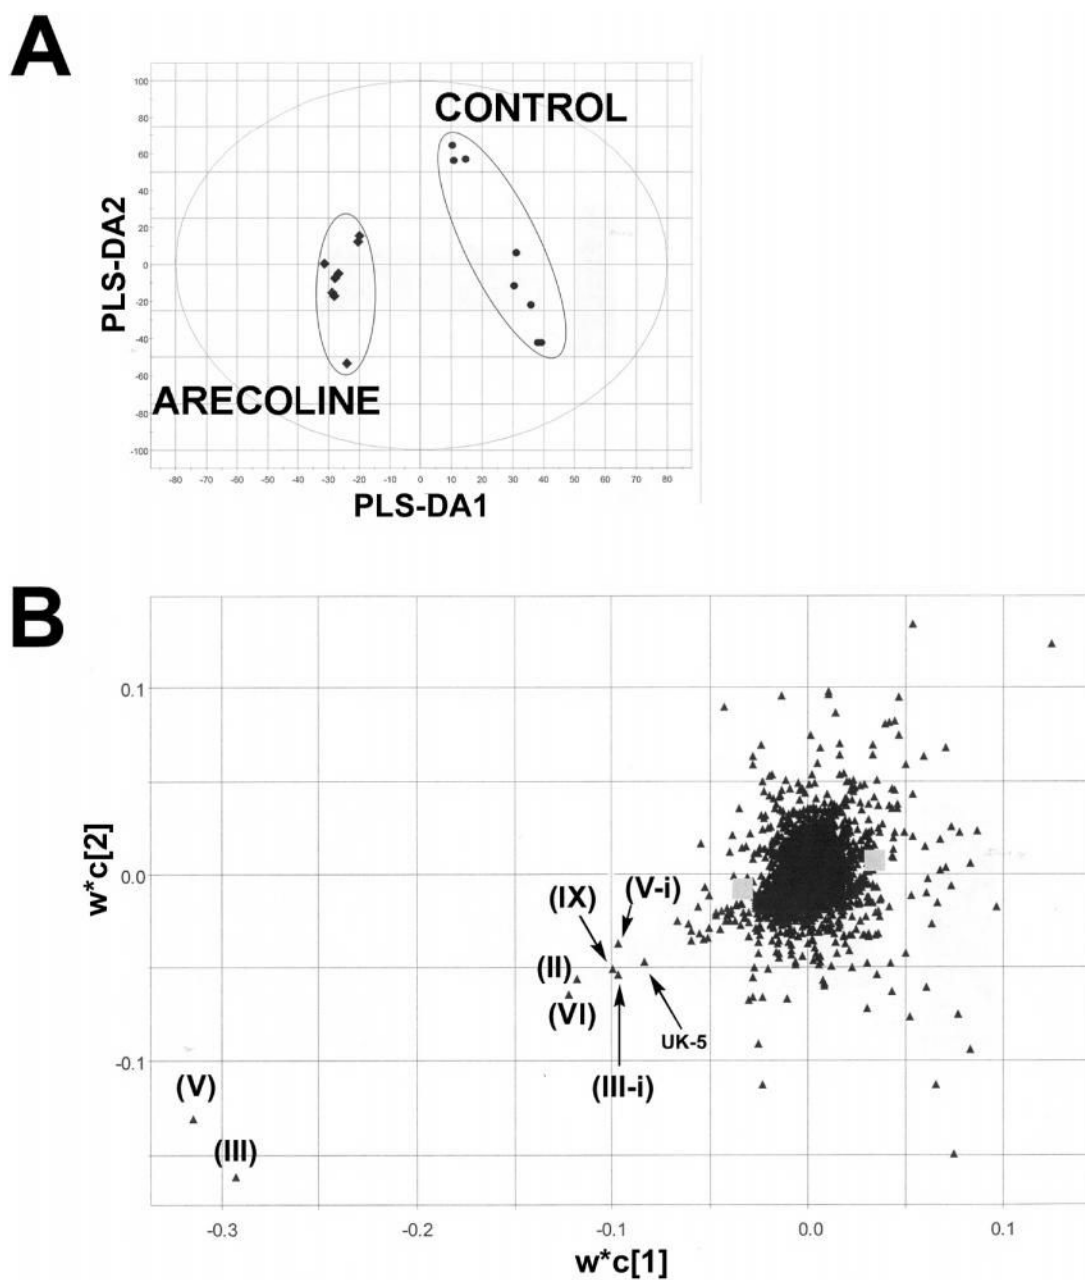 A
CONTROL
ARECOLINE
PLS-DA2
100
80
60
40
20
0
-20
-40
-60
-80
-100
-80 -70 -60 -50 -40 -30 -20 -10 0 10 20 30 40 50 60 70 80
PLS-DA1
B
w*c[2]
0.1
0.0
-0.1
(IX)
(V-i)
(II)
(VI)
UK-5
(III-i)
(V)
(III)
-0.3 -0.2 -0.1 0.0 0.1
w*c[1]